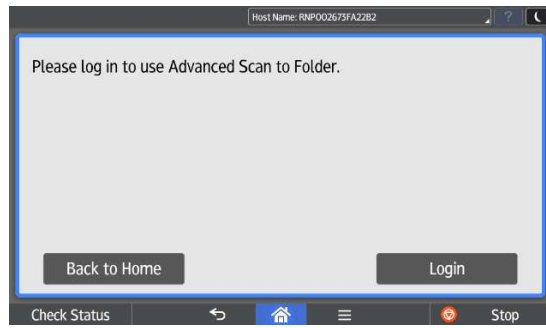 Host Name: RNP002673FA22B2
?
Please log in to use Advanced Scan to Folder.
Back to Home
Login
Check Status
Stop